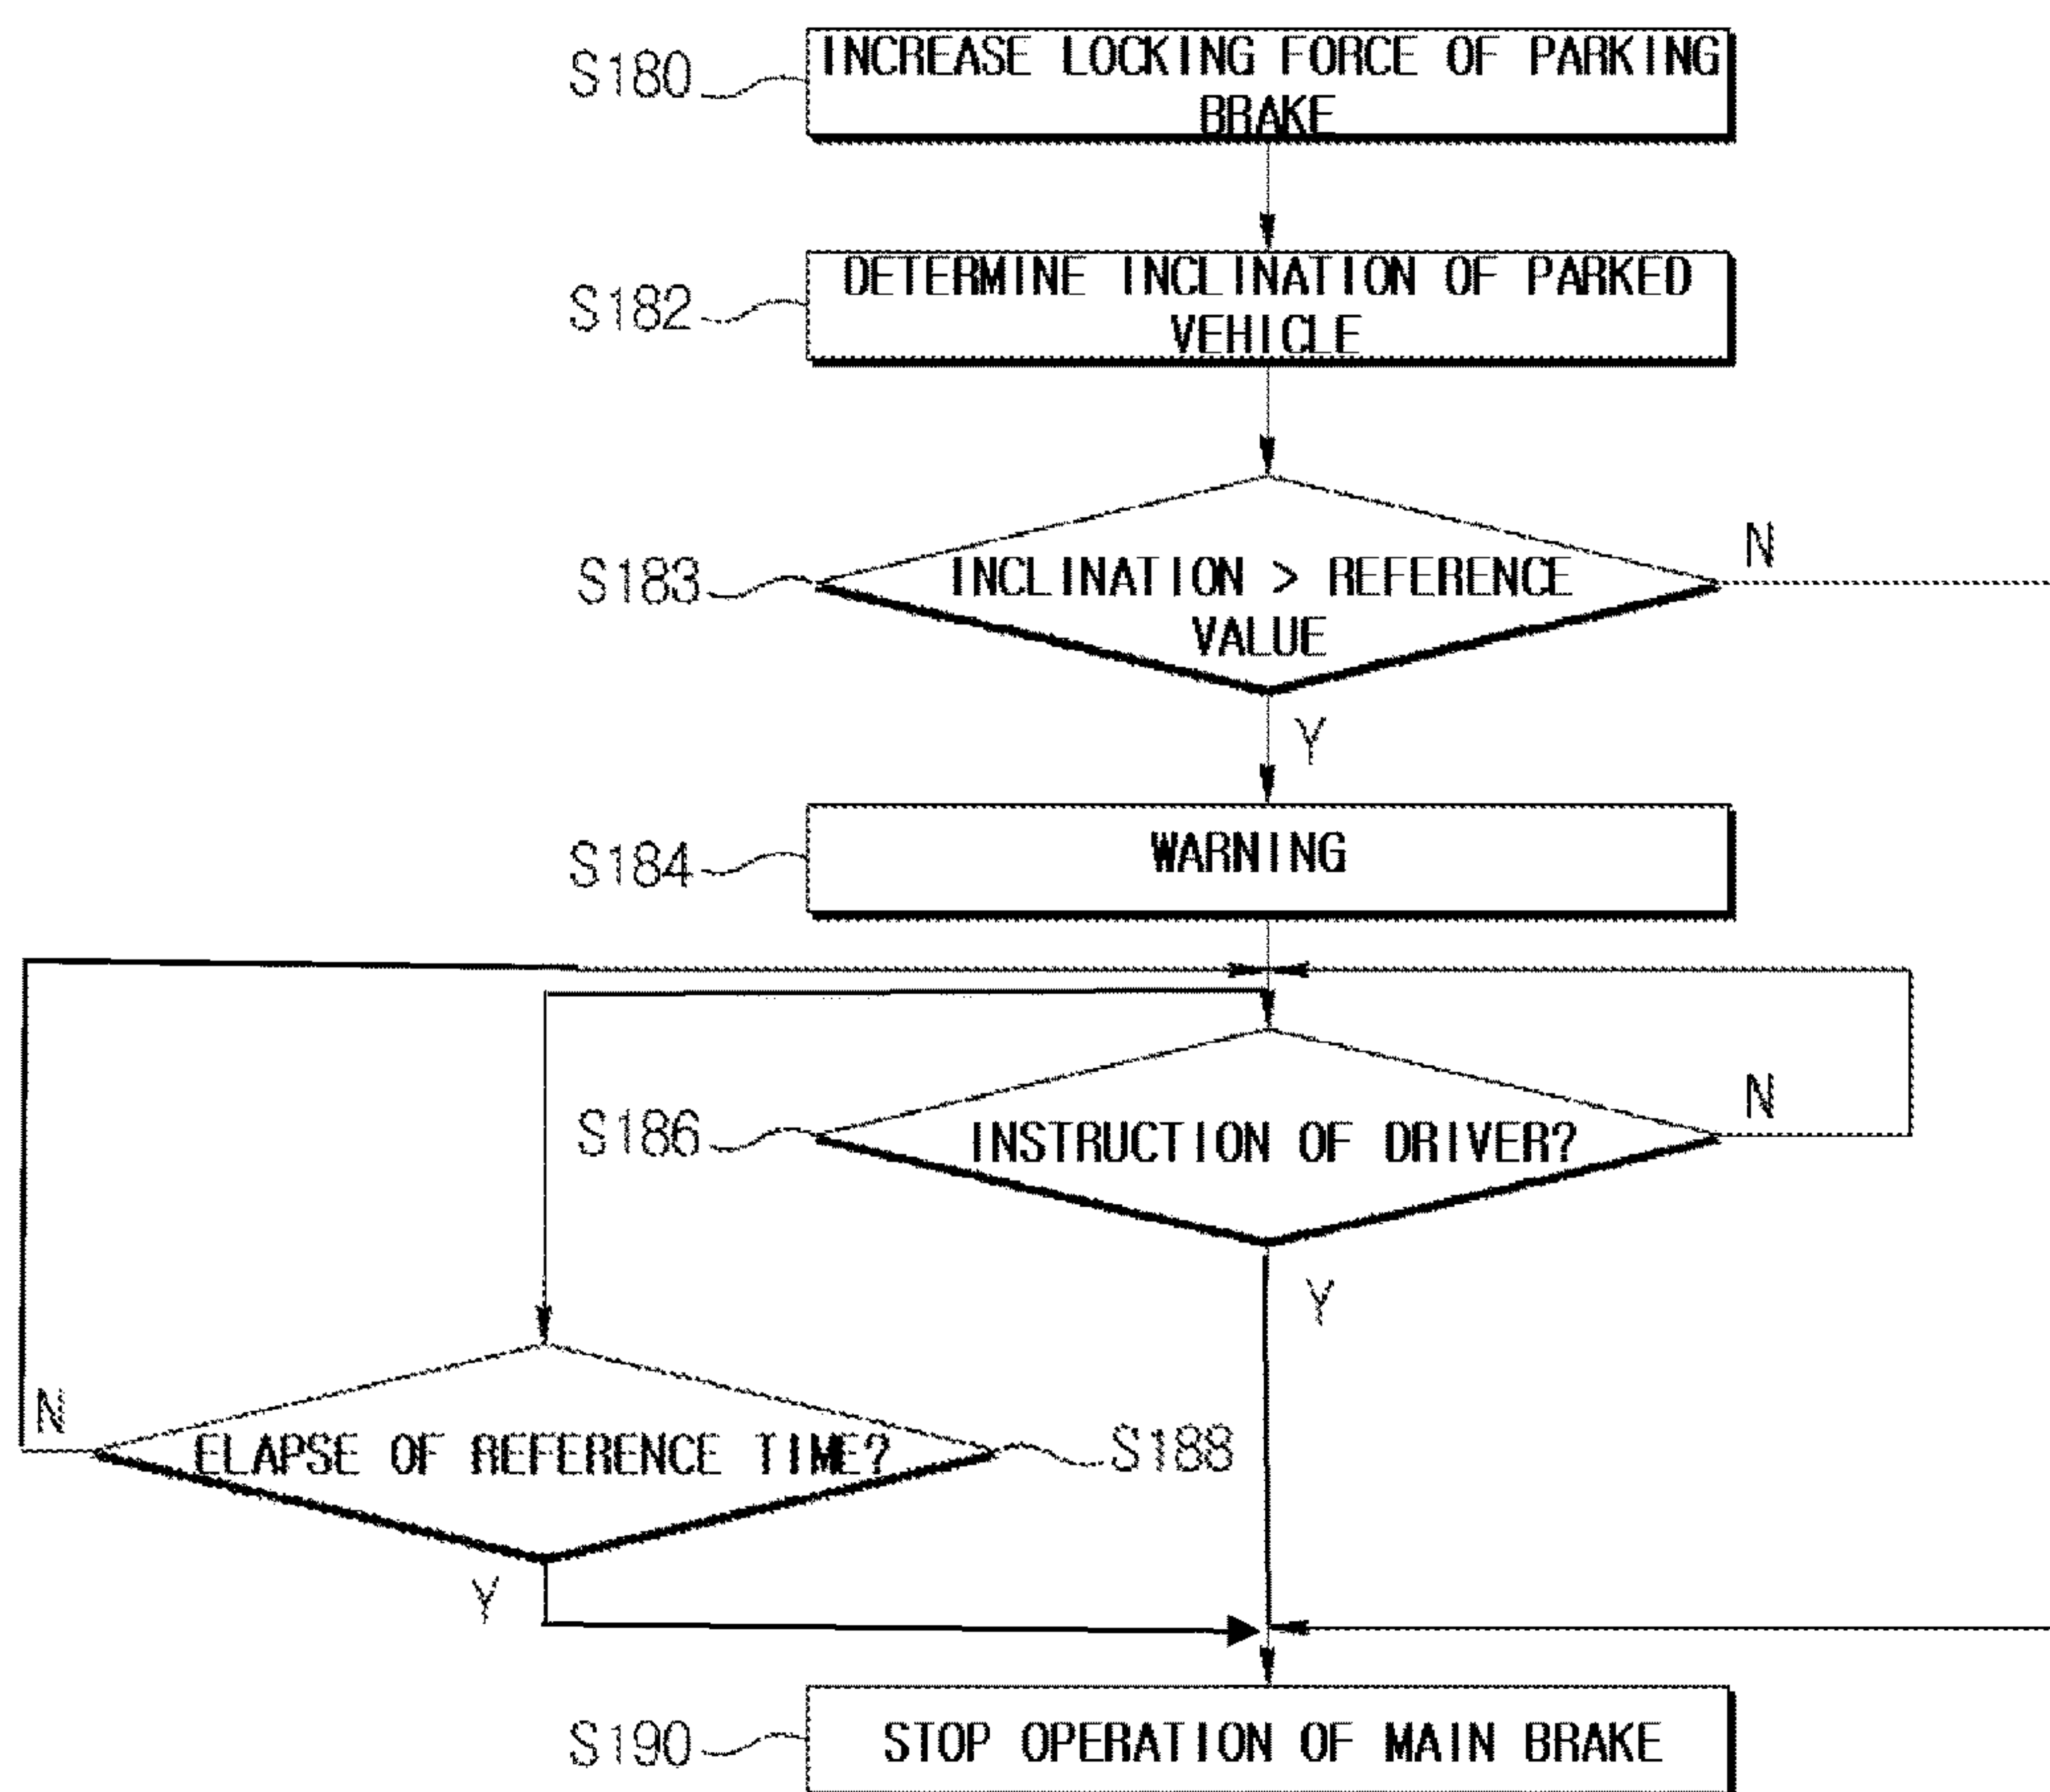 S180
INCREASE LOCKING FORCE OF PARKING
BRAKE
S182
DETERMINE INCLINATION OF PARKED
VEHICLE
S183
INCLINATION > REFERENCE
VALUE
N
Y
S184
WARNING
S186
INSTRUCTION OF DRIVER?
N
Y
N
ELAPSE OF REFERENCE TIME?
S188
Y
S190
STOP OPERATION OF MAIN BRAKE